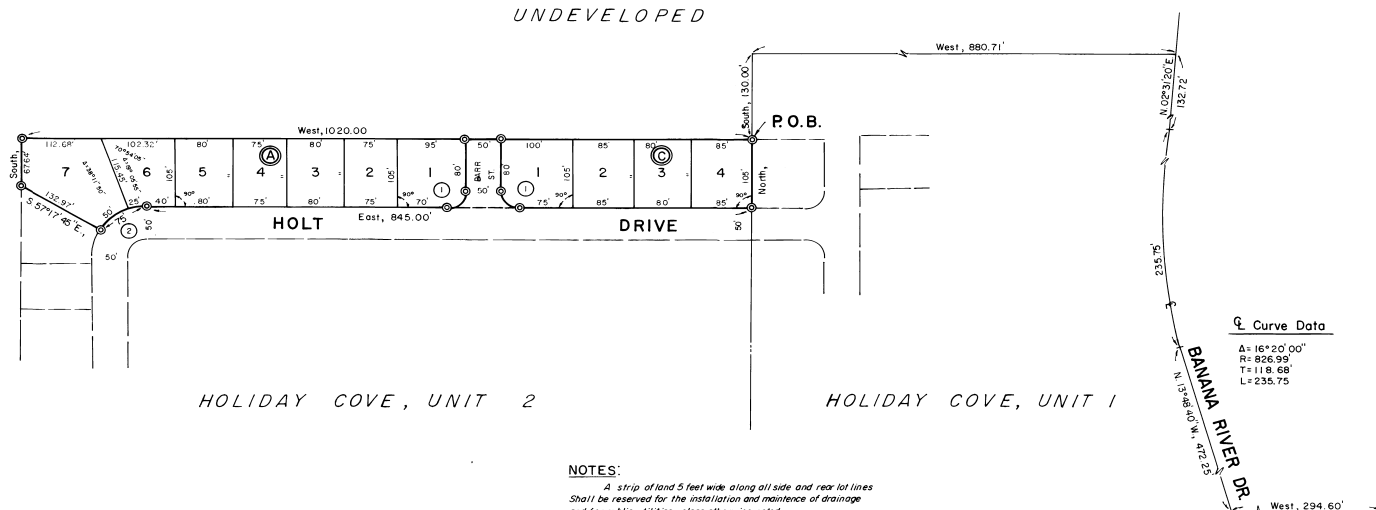 UNDEVELOPED
West, 880.71'
South, 130.00'
N. 02° 31' 20" E.
132.72'
P.O.B.
West, 1020.00
112.68' 102.32' 80' 75' 80' 75' 95' 50' 100' 85' 80' 85'
South, 67.64'
7 6 5 4 3 2 1 1 2 3 4
A C
70° 54' 05"
115.45'
105' 105' 80' 80' 105' 105'
BARR ST.
North,
132.97'
S 57° 17' 45" E.,
50'
75'
25' 40' 80' 75' 80' 75' 70' 50' 75' 85' 80' 85'
90° 90° 90° 90°
1 1
2
50' 50'
50'
East, 845.00'
HOLT DRIVE
235.75'
℄ Curve Data
Δ= 16° 20' 00"
R= 826.99'
T= 118.68'
L= 235.75
BANANA RIVER DR.
N. 13° 48' 40" W., 472.25
HOLIDAY COVE, UNIT 2
HOLIDAY COVE, UNIT 1
NOTES:
A strip of land 5 feet wide along all side and rear lot lines
Shall be reserved for the installation and maintence of drainage
West, 294.60'